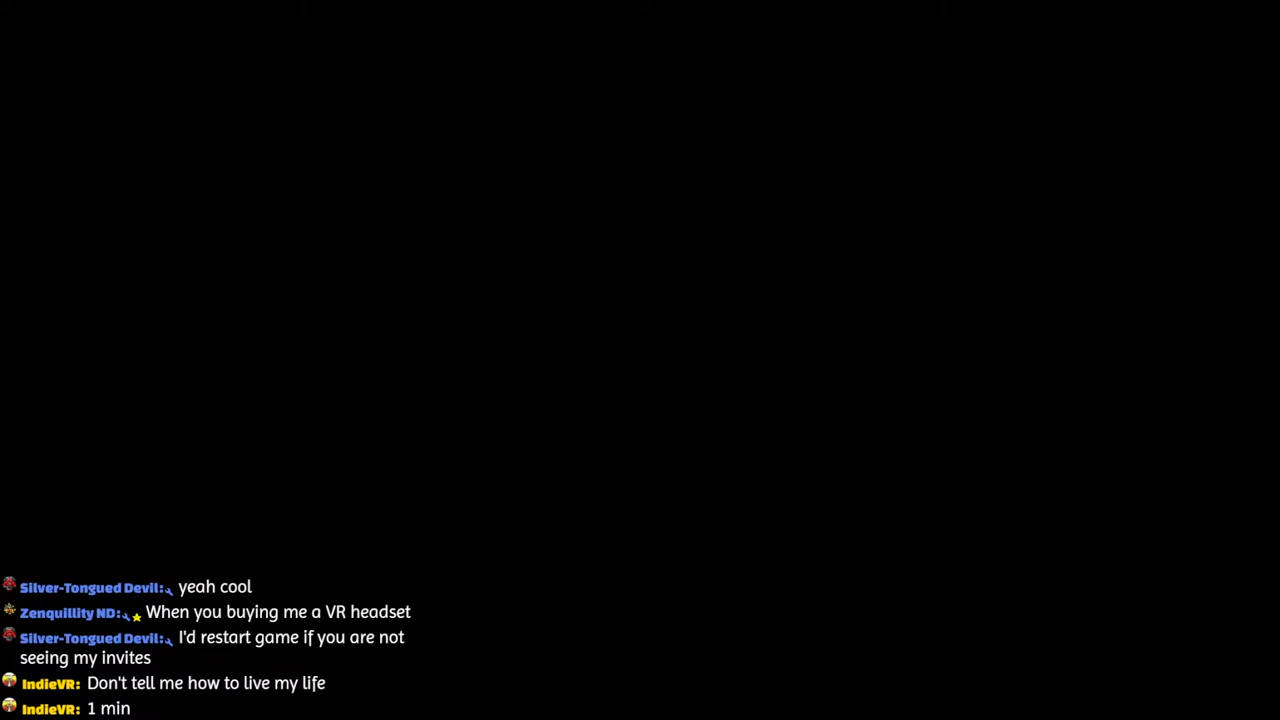 Silver-Tongued Devil: yeah cool
Zenquillity ND: When you buying me a VR headset
Silver-Tongued Devil: I'd restart game if you are not
seeing my invites
IndieVR: Don't tell me how to live my life
IndieVR: 1 min